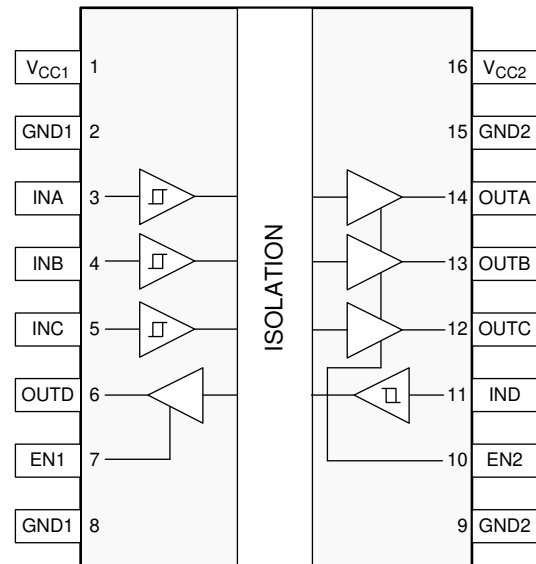 VCC1 1 16 VCC2
GND1 2 15 GND2
INA 3 14 OUTA
INB 4 13 OUTB
INC 5 12 OUTC
OUTD 6 11 IND
EN1 7 10 EN2
GND1 8 9 GND2
ISOLATION